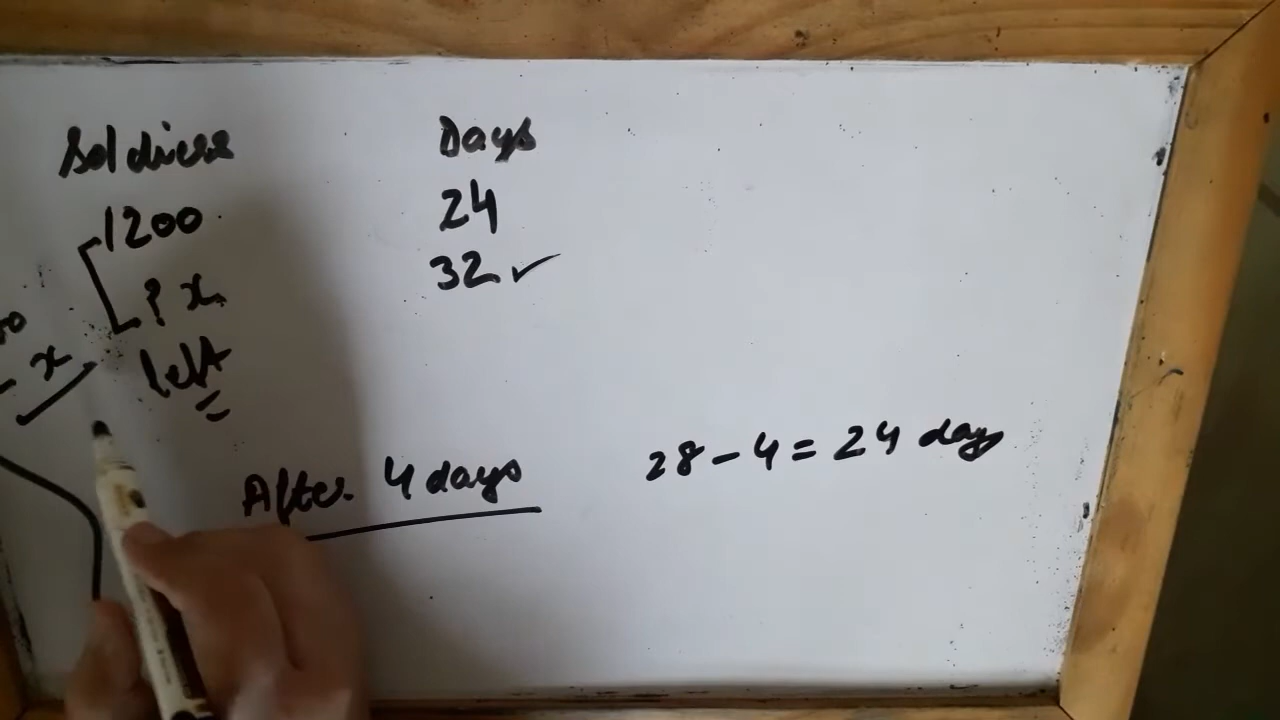 Soldiers Days
1200 24
? x 32 ✓
- x left
After 4 days 28 - 4 = 24 days